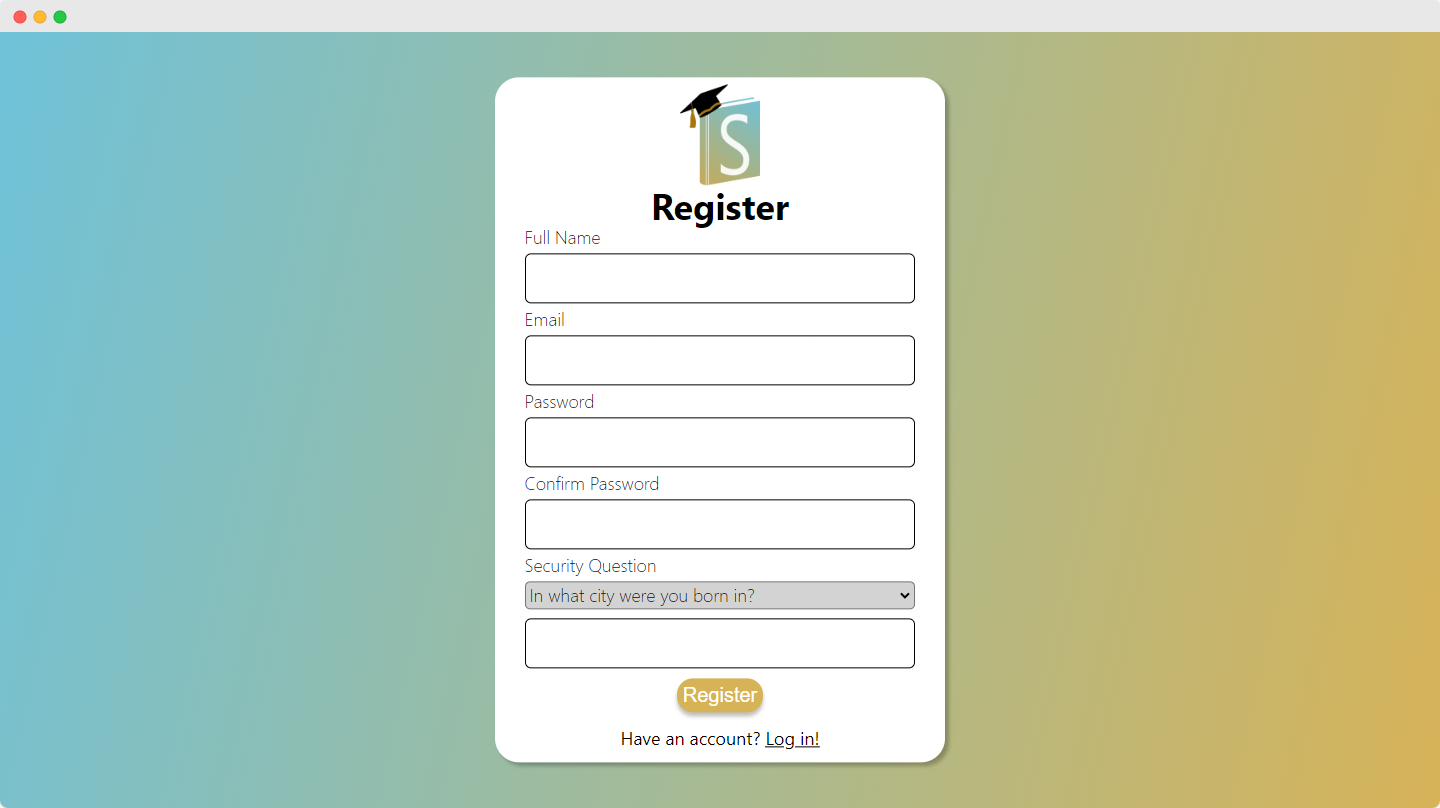 S
Register
Full Name
Email
Password
Confirm Password
Security Question
In what city were you born in?
Register
Have an account? Log in!